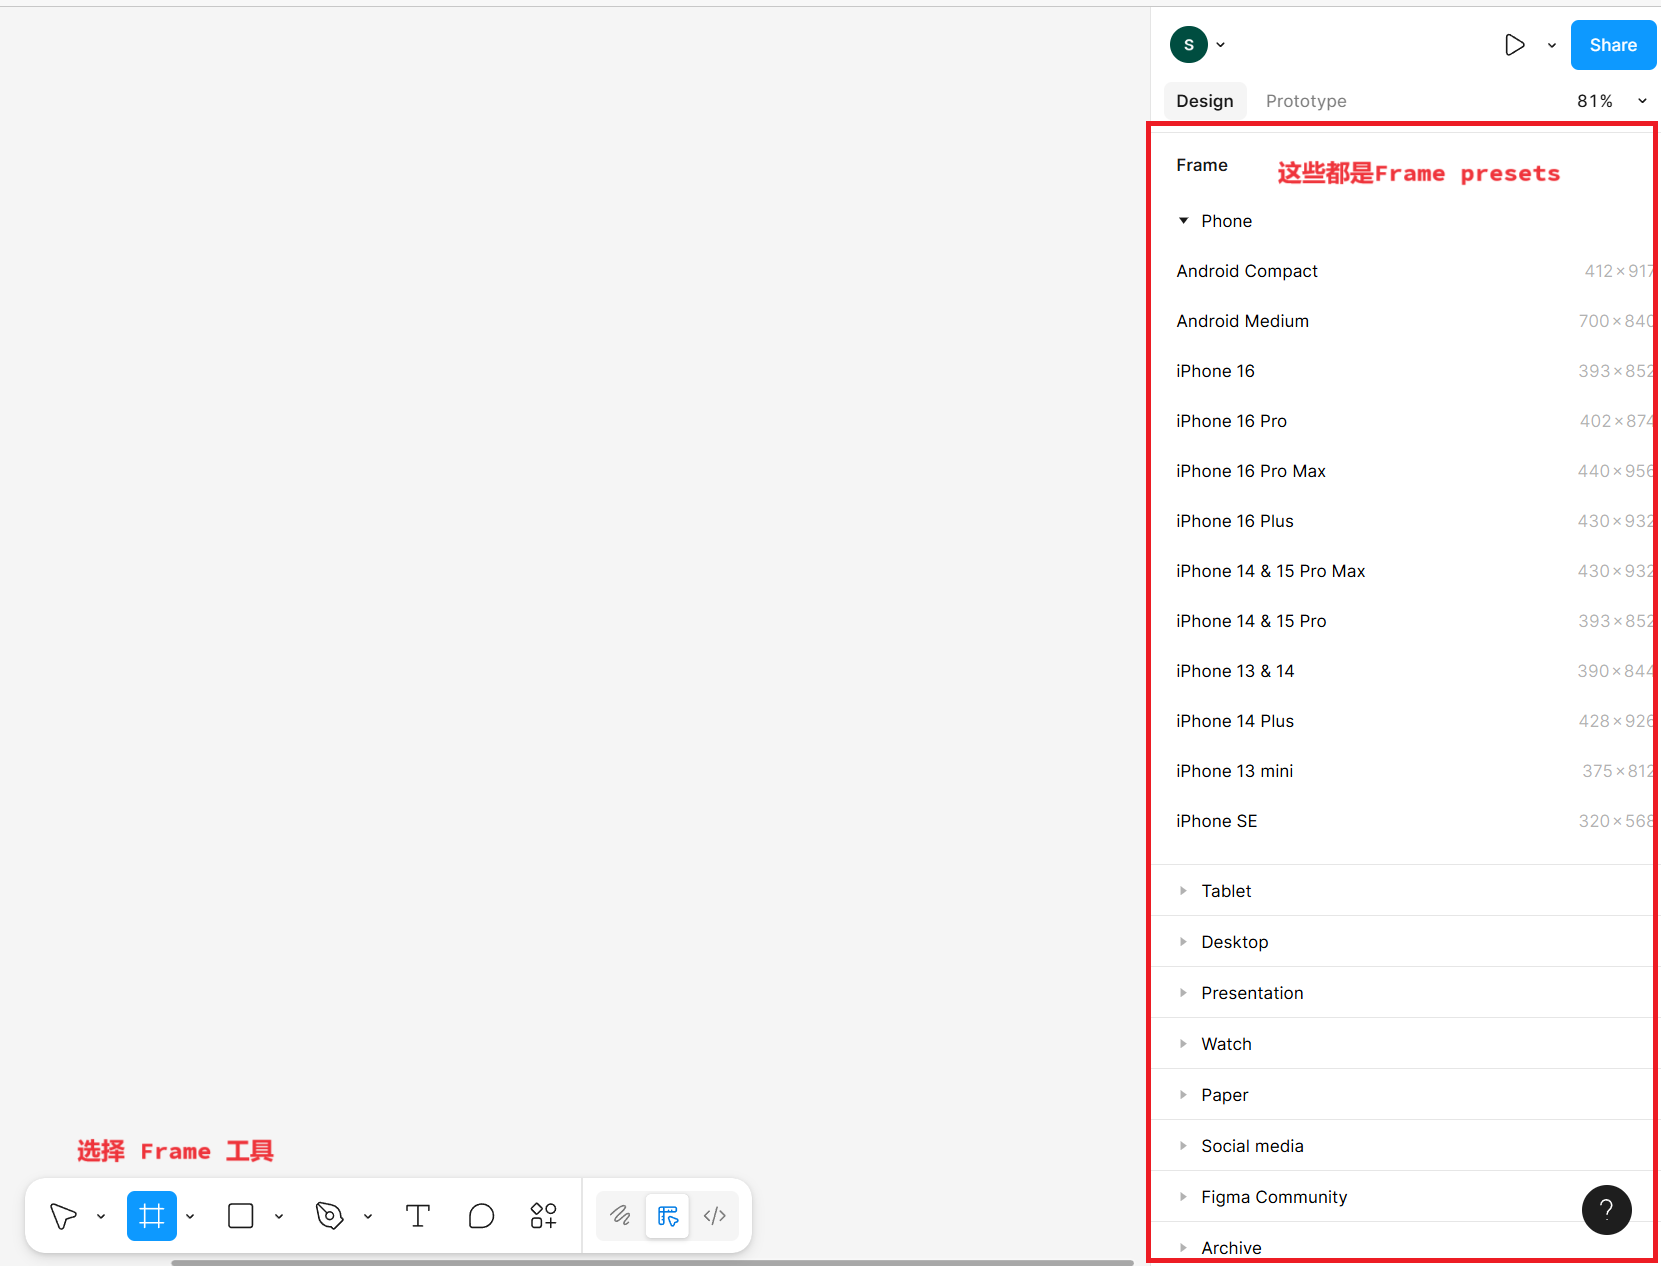 S
Share
Design Prototype 81%
Frame 这些都是Frame presets
Phone
Android Compact 412×917
Android Medium 700×840
iPhone 16 393×852
iPhone 16 Pro 402×874
iPhone 16 Pro Max 440×956
iPhone 16 Plus 430×932
iPhone 14 & 15 Pro Max 430×932
iPhone 14 & 15 Pro 393×852
iPhone 13 & 14 390×844
iPhone 14 Plus 428×926
iPhone 13 mini 375×812
iPhone SE 320×568
Tablet
Desktop
Presentation
Watch
Paper
Social media
Figma Community
Archive
?
选择 Frame 工具